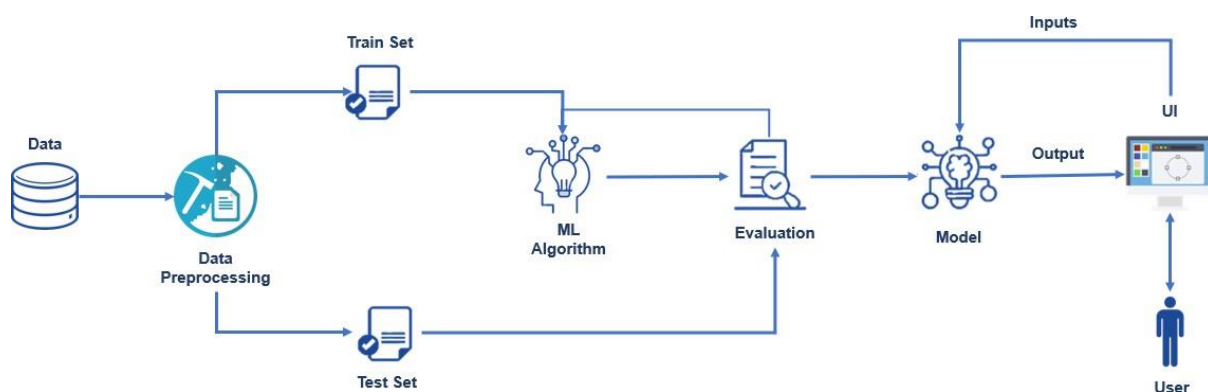 Data
Data
Preprocessing
Train Set
Test Set
ML
Algorithm
Evaluation
Model
Inputs
Output
UI
User